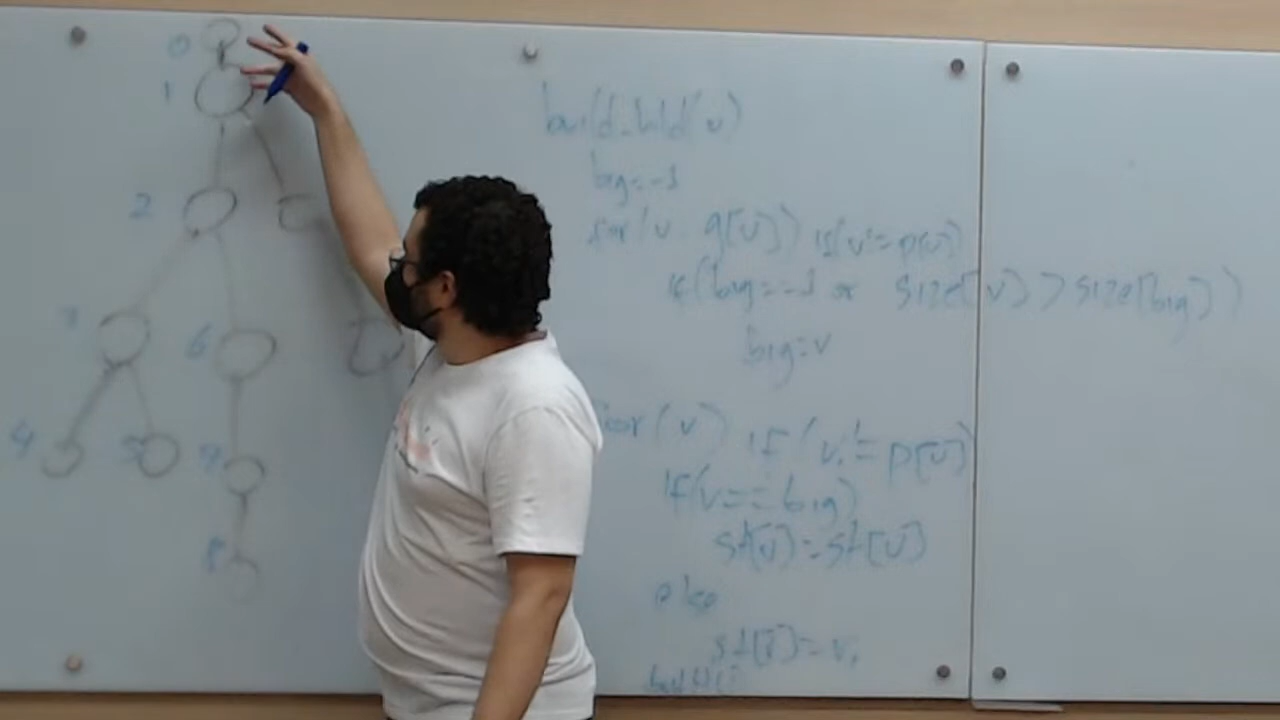 0
1
2
6
4
5
9
8
build_hld(u)
big=-1
for(v: g[u]) if(v!=p[u])
if(big==-1 or size[v]>size[big])
big=v
for(v) if(v!=p[u])
if(v==big)
st[v]=st[u]
else
st[v]=v;